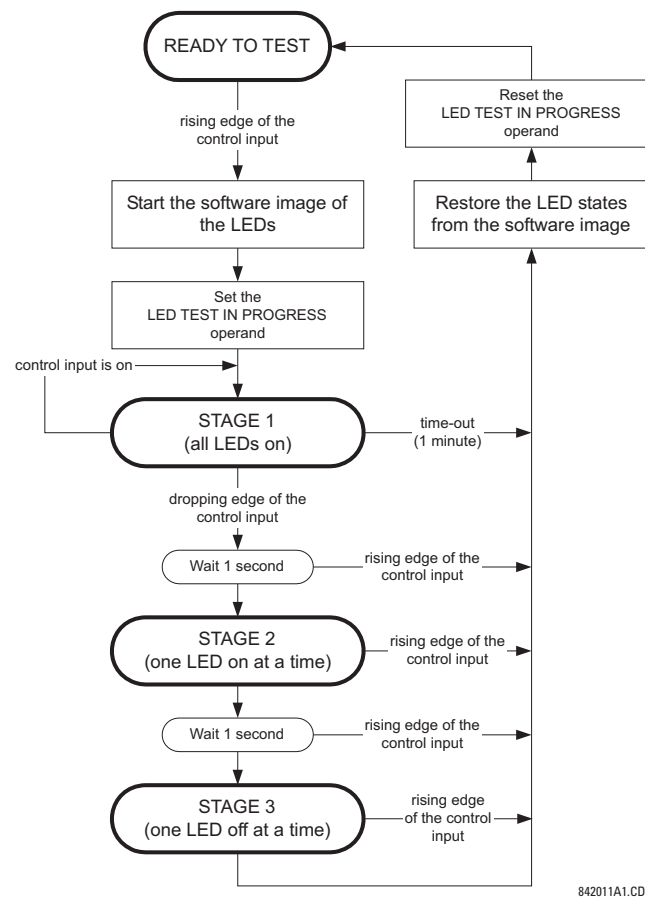 READY TO TEST
rising edge of the
control input
Start the software image of
the LEDs
Set the
LED TEST IN PROGRESS
operand
control input is on
STAGE 1
(all LEDs on)
time-out
(1 minute)
dropping edge of the
control input
Wait 1 second
rising edge of the
control input
STAGE 2
(one LED on at a time)
rising edge of the
control input
Wait 1 second
rising edge of the
control input
STAGE 3
(one LED off at a time)
rising edge
of the control
input
Reset the
LED TEST IN PROGRESS
operand
Restore the LED states
from the software image
842011A1.CD